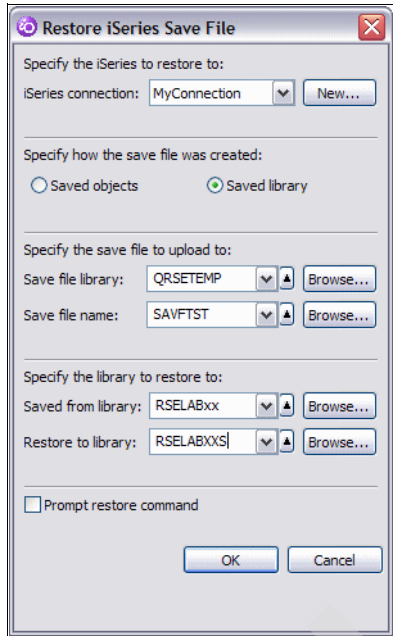 Restore iSeries Save File
Specify the iSeries to restore to:
iSeries connection: MyConnection New...
Specify how the save file was created:
Saved objects Saved library
Specify the save file to upload to:
Save file library: QRSETEMP Browse...
Save file name: SAVFTST Browse...
Specify the library to restore to:
Saved from library: RSELABxx Browse...
Restore to library: RSELABXXS Browse...
Prompt restore command
OK Cancel